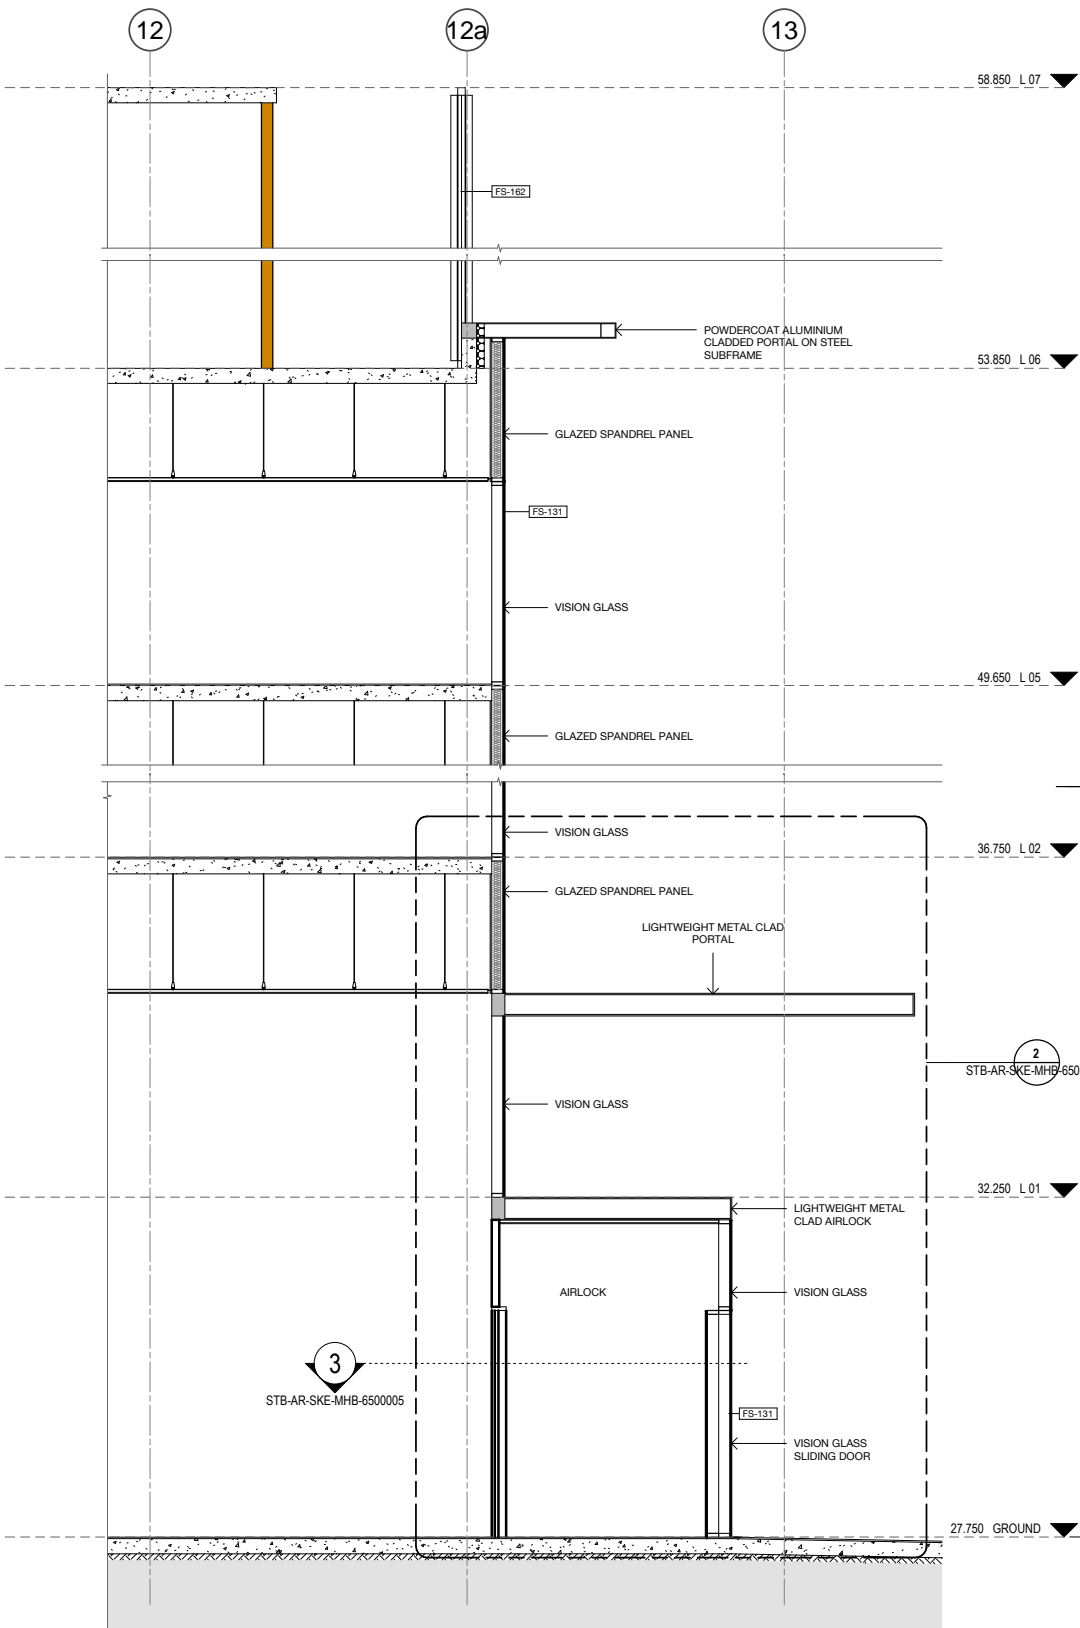 12
12a
13
58.850 L 07
FS-162
POWDERCOAT ALUMINIUM
CLADDED PORTAL ON STEEL
SUBFRAME
53.850 L 06
GLAZED SPANDREL PANEL
FS-131
VISION GLASS
49.650 L 05
GLAZED SPANDREL PANEL
VISION GLASS
36.750 L 02
GLAZED SPANDREL PANEL
LIGHTWEIGHT METAL CLAD
PORTAL
2
STB-AR-SKE-MHB-650
VISION GLASS
32.250 L 01
LIGHTWEIGHT METAL
CLAD AIRLOCK
AIRLOCK
VISION GLASS
3
STB-AR-SKE-MHB-6500005
FS-131
VISION GLASS
SLIDING DOOR
27.750 GROUND